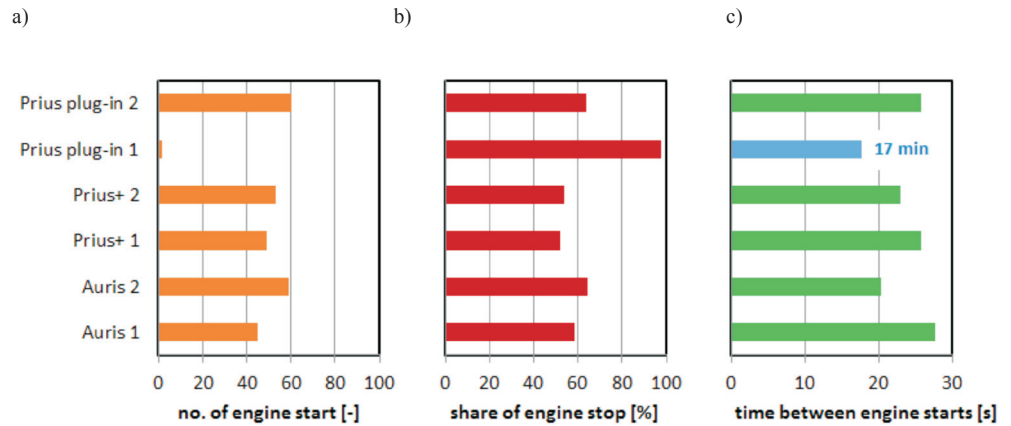 a)
b)
c)
Prius plug-in 2
Prius plug-in 1
17 min
Prius+ 2
Prius+ 1
Auris 2
Auris 1
0 20 40 60 80 100
0 20 40 60 80 100
0 10 20 30
no. of engine start [-]
share of engine stop [%]
time between engine starts [s]